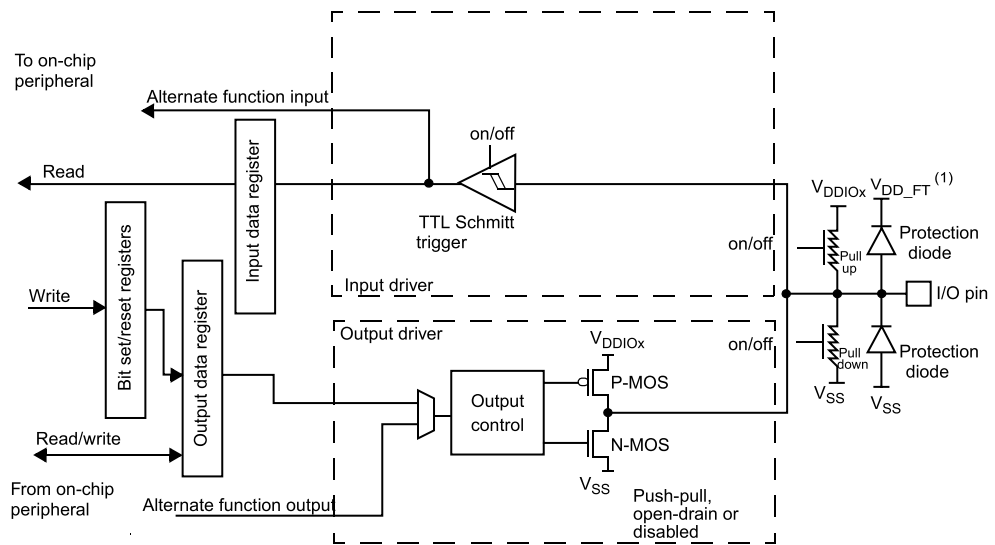 To on-chip
peripheral
Alternate function input
on/off
Read
Input data register
TTL Schmitt
trigger
VDDIOx
VDD_FT (1)
on/off
Pull
up
Protection
diode
Input driver
I/O pin
Bit set/reset registers
Write
Output data register
Output driver
VDDIOx
on/off
Pull
down
Protection
diode
VSS
VSS
P-MOS
Output
control
N-MOS
VSS
Read/write
From on-chip
peripheral
Alternate function output
Push-pull,
open-drain or
disabled